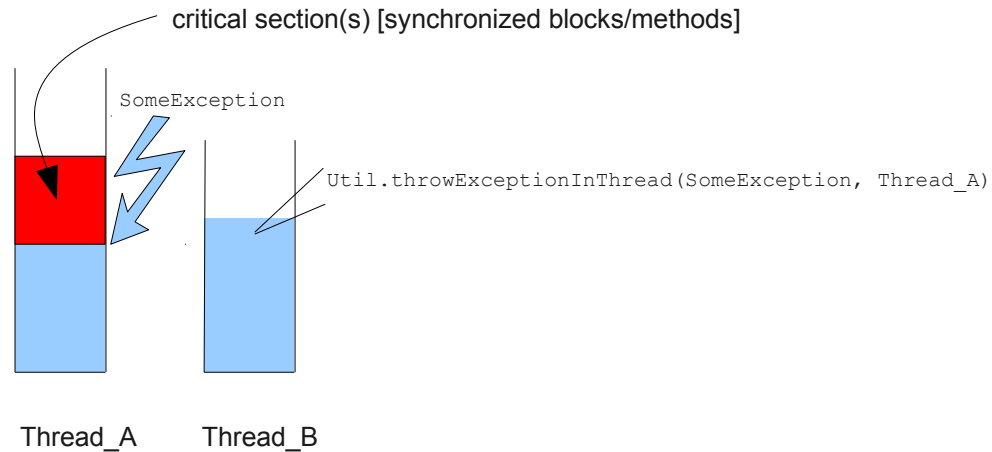 critical section(s) [synchronized blocks/methods]
SomeException
Util.throwExceptionInThread(SomeException, Thread_A)
Thread_A
Thread_B